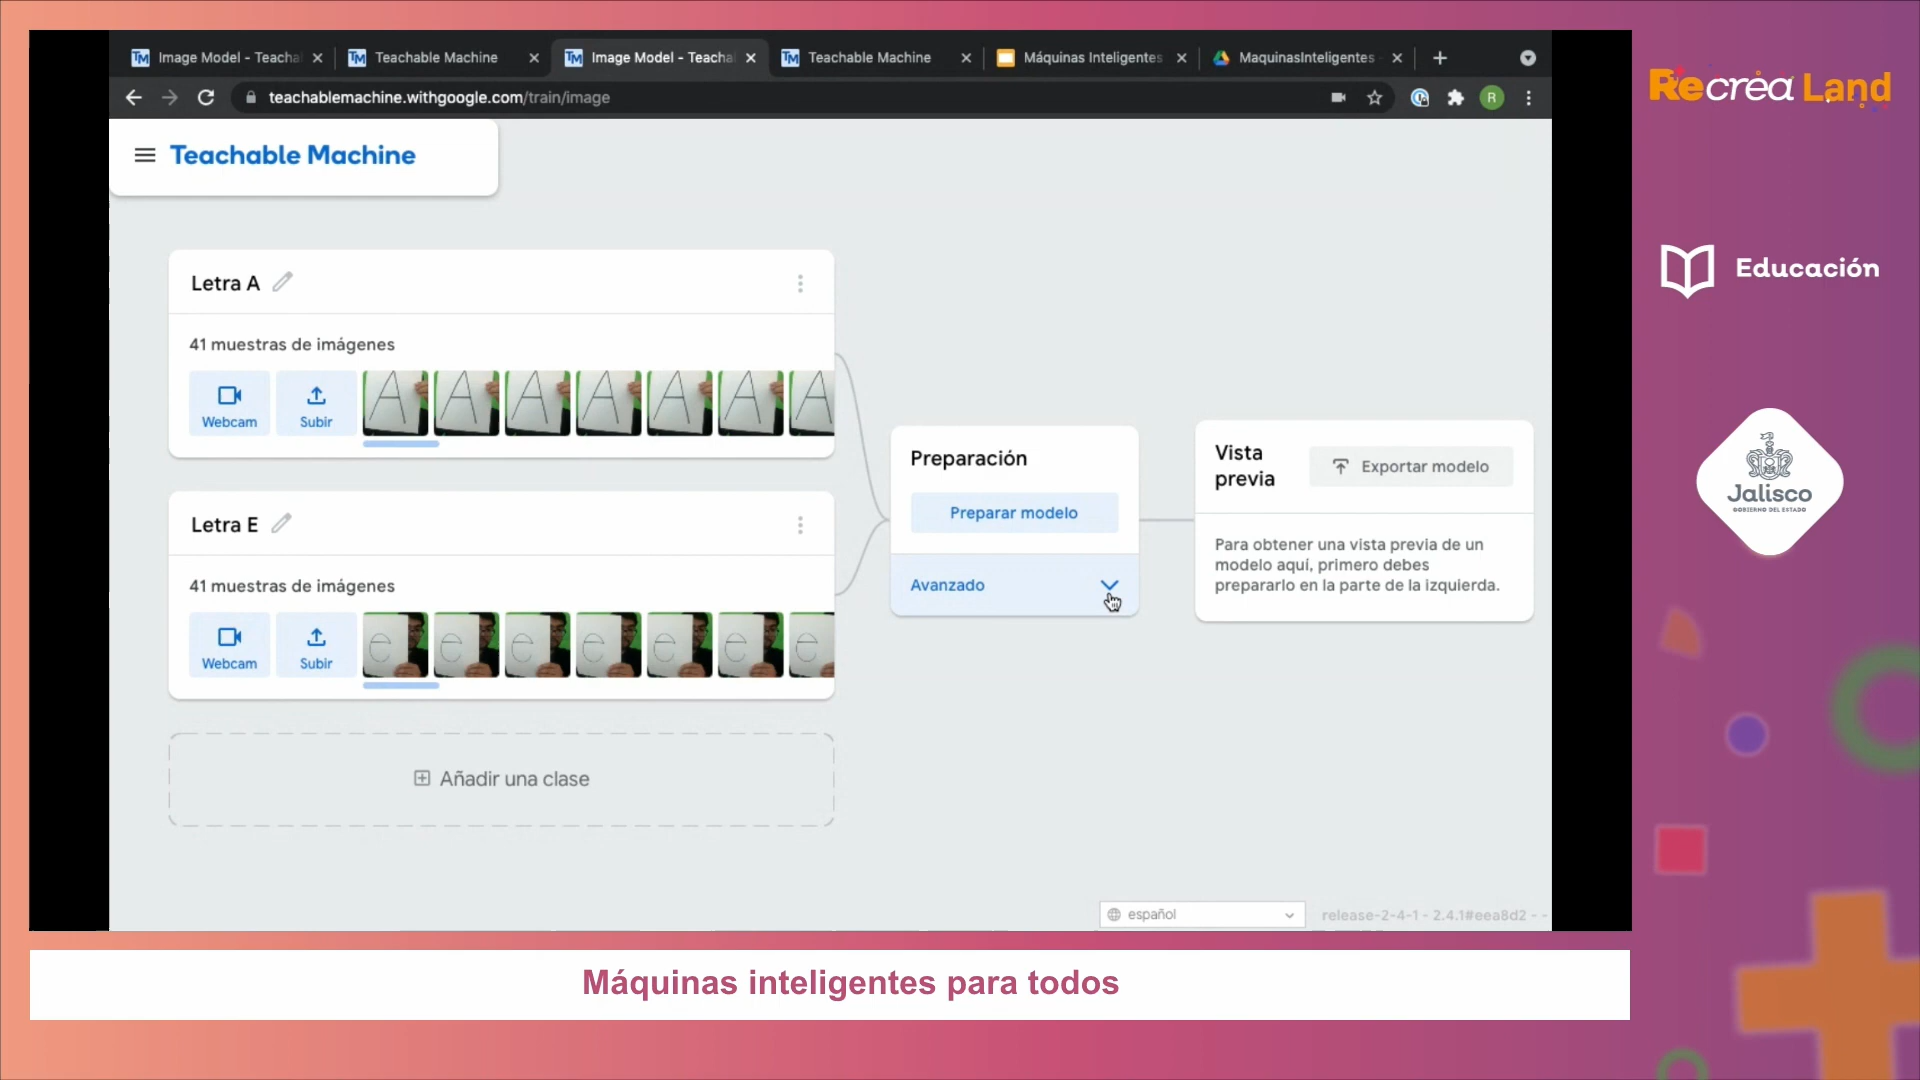 Image Model - Teacha
Teachable Machine
Image Model - Teacha
Teachable Machine
Máquinas Inteligentes
MaquinasInteligentes
teachablemachine.withgoogle.com/train/image
R
Teachable Machine
Letra A
41 muestras de imágenes
Webcam
Subir
A A A A A A A
Letra E
41 muestras de imágenes
Webcam
Subir
e e e e e e e
Añadir una clase
Preparación
Preparar modelo
Avanzado
Vista previa
Exportar modelo
Para obtener una vista previa de un
modelo aquí, primero debes
prepararlo en la parte de la izquierda.
español
release-2-4-1 - 2.4.1#eea8d2 - -
Recrea Land
Educación
Jalisco
GOBIERNO DEL ESTADO
Máquinas inteligentes para todos